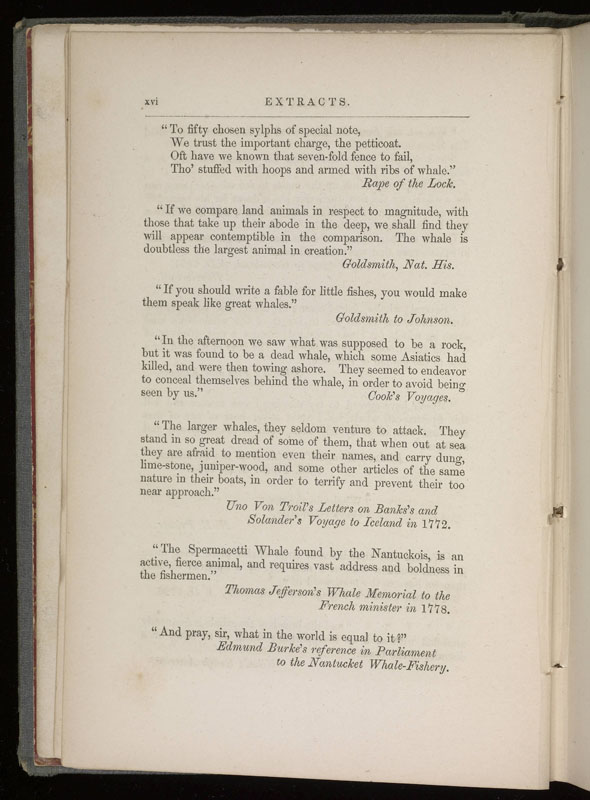 xvi EXTRACTS.
“To fifty chosen sylphs of special note,
We trust the important charge, the petticoat.
Oft have we known that seven-fold fence to fail,
Tho’ stuffed with hoops and armed with ribs of whale.”
Rape of the Lock.
“If we compare land animals in respect to magnitude, with
those that take up their abode in the deep, we shall find they
will appear contemptible in the comparison. The whale is
doubtless the largest animal in creation.”
Goldsmith, Nat. His.
“If you should write a fable for little fishes, you would make
them speak like great whales.”
Goldsmith to Johnson.
“In the afternoon we saw what was supposed to be a rock,
but it was found to be a dead whale, which some Asiatics had
killed, and were then towing ashore. They seemed to endeavor
to conceal themselves behind the whale, in order to avoid being
seen by us.” Cook’s Voyages.
“The larger whales, they seldom venture to attack. They
stand in so great dread of some of them, that when out at sea
they are afraid to mention even their names, and carry dung,
lime-stone, juniper-wood, and some other articles of the same
nature in their boats, in order to terrify and prevent their too
near approach.”
Uno Von Troil’s Letters on Banks’s and
Solander’s Voyage to Iceland in 1772.
“The Spermacetti Whale found by the Nantuckois, is an
active, fierce animal, and requires vast address and boldness in
the fishermen.”
Thomas Jefferson’s Whale Memorial to the
French minister in 1778.
“And pray, sir, what in the world is equal to it?”
Edmund Burke’s reference in Parliament
to the Nantucket Whale-Fishery.